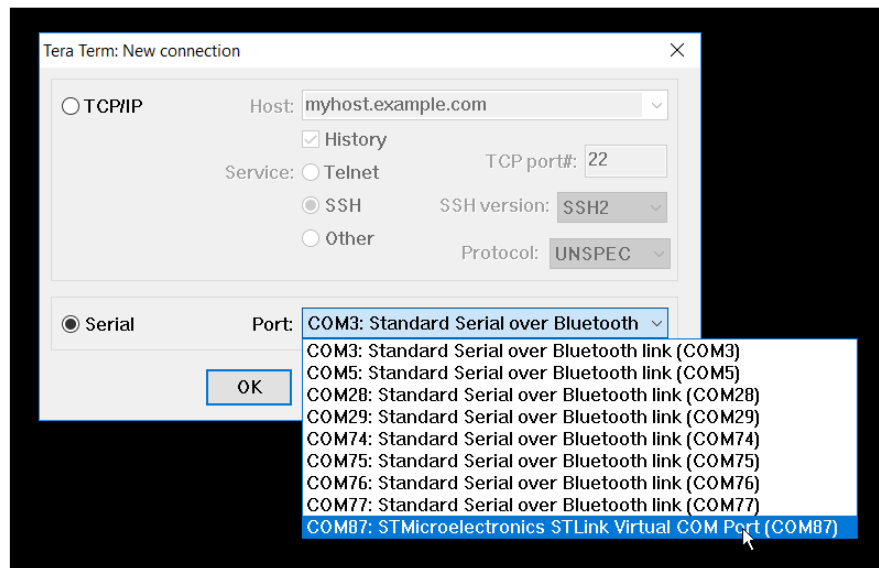 Tera Term: New connection
TCP/IP
Host: myhost.example.com
History
Service: Telnet
TCP port#: 22
SSH
SSH version: SSH2
Other
Protocol: UNSPEC
Serial
Port: COM3: Standard Serial over Bluetooth
COM3: Standard Serial over Bluetooth link (COM3)
COM5: Standard Serial over Bluetooth link (COM5)
OK
COM28: Standard Serial over Bluetooth link (COM28)
COM29: Standard Serial over Bluetooth link (COM29)
COM74: Standard Serial over Bluetooth link (COM74)
COM75: Standard Serial over Bluetooth link (COM75)
COM76: Standard Serial over Bluetooth link (COM76)
COM77: Standard Serial over Bluetooth link (COM77)
COM87: STMicroelectronics STLink Virtual COM Port (COM87)